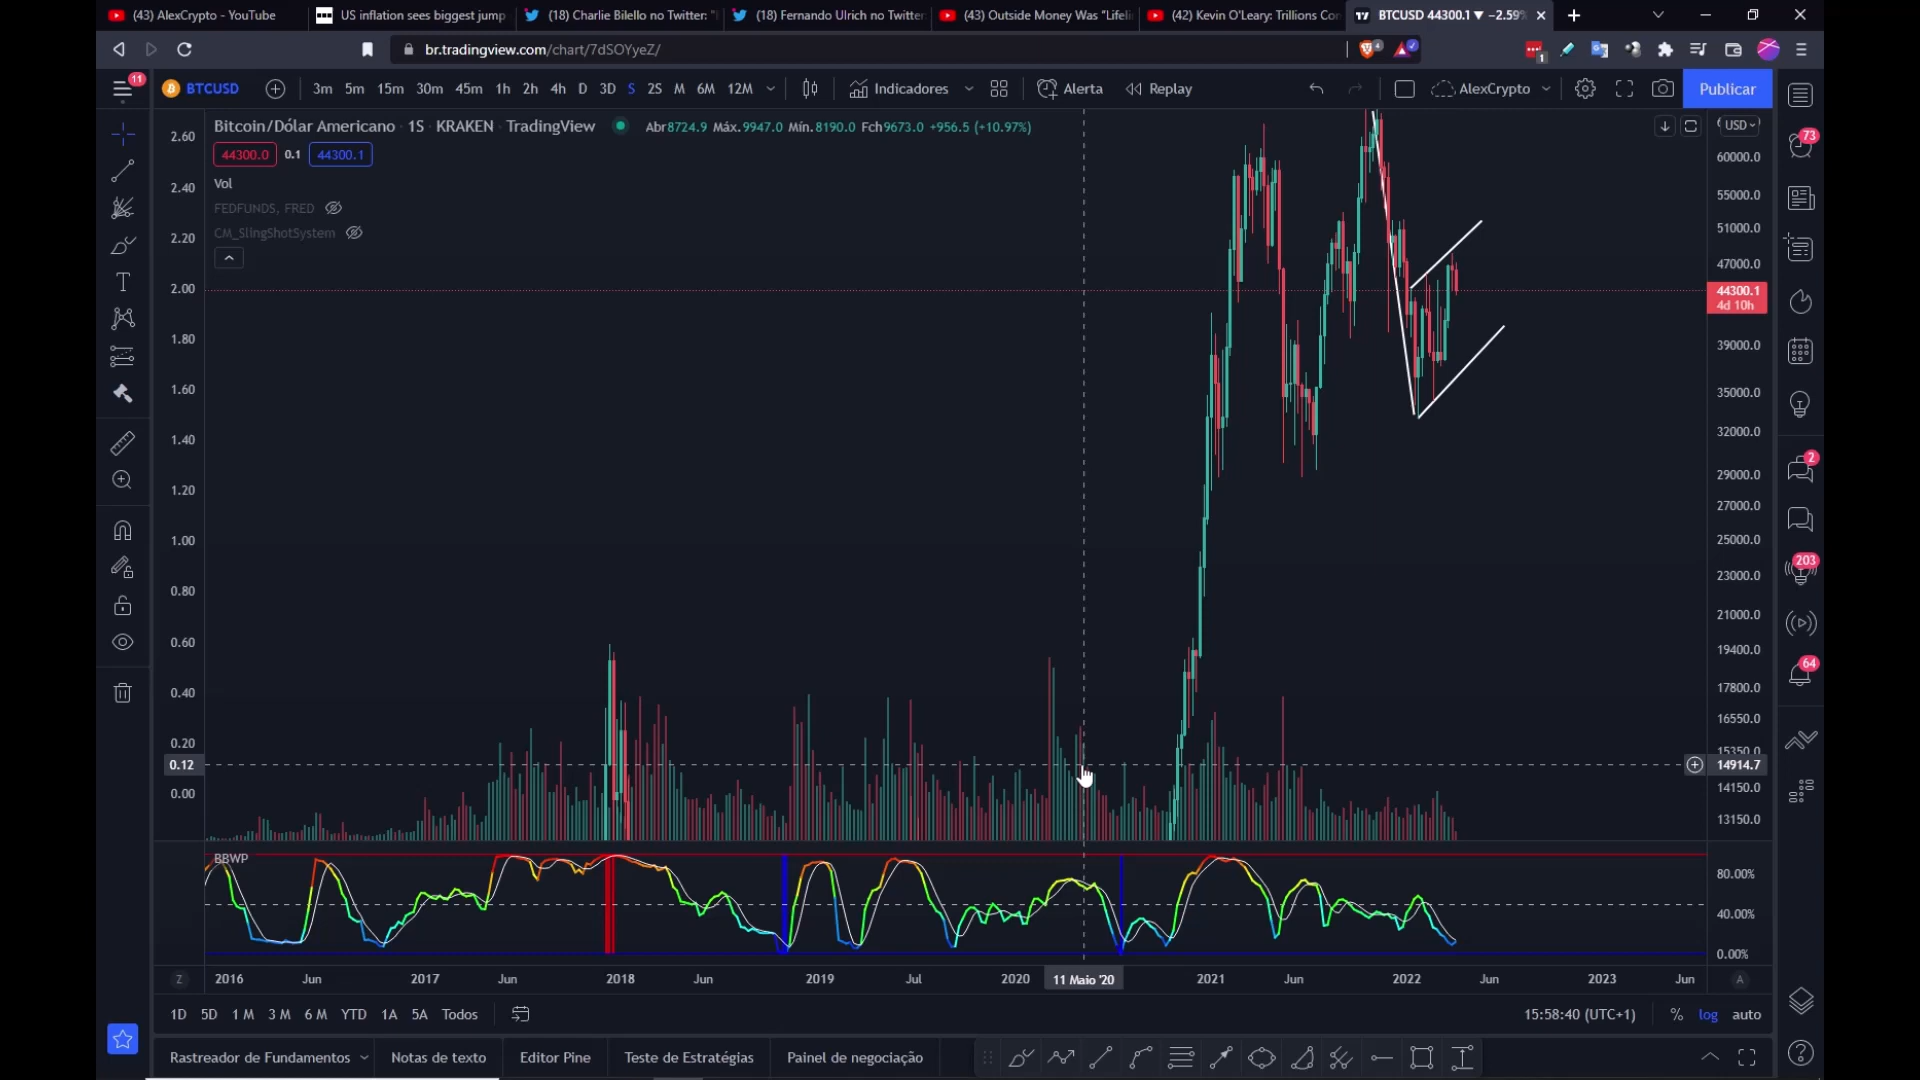 (43) AlexCrypto - YouTube
US inflation sees biggest jump
(18) Charlie Bilello no Twitter: "
(18) Fernando Ulrich no Twitter:
(43) Outside Money Was "Lifeli
(42) Kevin O'Leary: Trillions Co
BTCUSD 44300.1 ▼ −2.59%
br.tradingview.com/chart/7dSOYyeZ/
4
1
11
BTCUSD
3m 5m 15m 30m 45m 1h 2h 4h D 3D S 2S M 6M 12M
Indicadores
Alerta
Replay
AlexCrypto
Publicar
Bitcoin/Dólar Americano · 1S · KRAKEN · TradingView
Abr8724.9 Máx.9947.0 Mín.8190.0 Fch9673.0 +956.5 (+10.97%)
44300.0 0.1 44300.1
Vol
FEDFUNDS, FRED
CM_SlingShotSystem
2.60
2.40
2.20
2.00
1.80
1.60
1.40
1.20
1.00
0.80
0.60
0.40
0.20
0.12
0.00
USD
60000.0
55000.0
51000.0
47000.0
44300.1
4d 10h
39000.0
35000.0
32000.0
29000.0
27000.0
25000.0
23000.0
21000.0
19400.0
17800.0
16550.0
15350.0
14914.7
14150.0
13150.0
73
2
203
64
BBWP
80.00%
40.00%
0.00%
Z 2016 Jun 2017 Jun 2018 Jun 2019 Jul 2020 11 Maio '20 2021 Jun 2022 Jun 2023 Jun A
1D 5D 1 M 3 M 6 M YTD 1A 5A Todos
15:58:40 (UTC+1) % log auto
Rastreador de Fundamentos Notas de texto Editor Pine Teste de Estratégias Painel de negociação